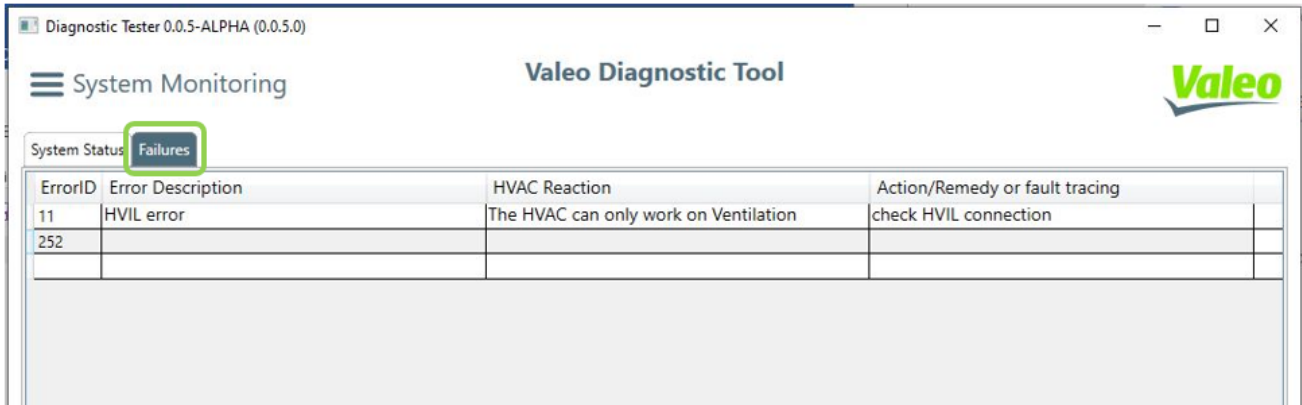 Diagnostic Tester 0.0.5-ALPHA (0.0.5.0)
System Monitoring
Valeo Diagnostic Tool
Valeo
System Status Failures
ErrorID Error Description HVAC Reaction Action/Remedy or fault tracing
11 HVIL error The HVAC can only work on Ventilation check HVIL connection
252